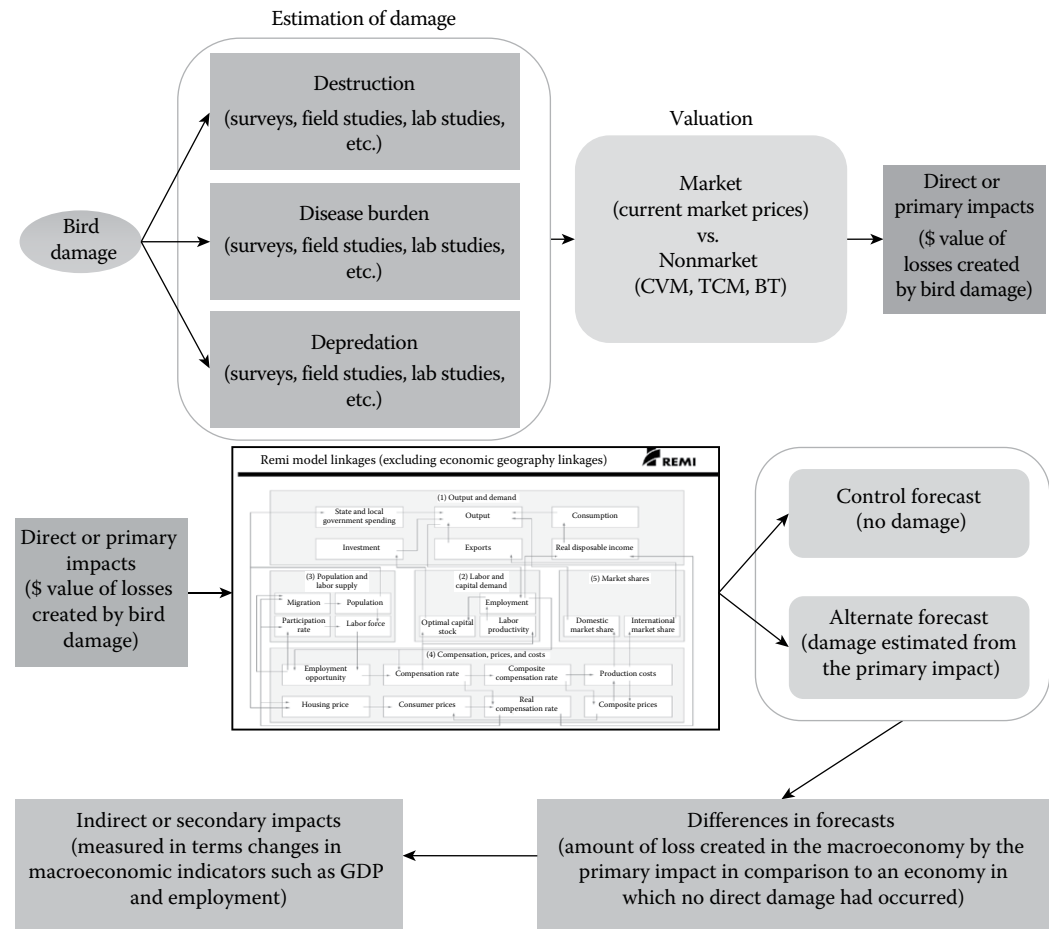 Estimation of damage
Destruction
(surveys, field studies, lab studies,
etc.)
Bird
damage
Disease burden
(surveys, field studies, lab studies,
etc.)
Depredation
(surveys, field studies, lab studies,
etc.)
Valuation
Market
(current market prices)
vs.
Nonmarket
(CVM, TCM, BT)
Direct or
primary impacts
($ value of
losses created
by bird damage)
Direct or primary
impacts
($ value of losses
created by bird
damage)
Remi model linkages (excluding economic geography linkages)
REMI
(1) Output and demand
State and local
government spending
Output
Consumption
Investment
Exports
Real disposable income
(3) Population and
labor supply
Migration
Population
Participation
rate
Labor force
(2) Labor and
capital demand
Employment
Optimal capital
stock
Labor
productivity
(5) Market shares
Domestic
market share
International
market share
(4) Compensation, prices, and costs
Employment
opportunity
Compensation rate
Composite
compensation rate
Production costs
Housing price
Consumer prices
Real
compensation rate
Composite prices
Control forecast
(no damage)
Alternate forecast
(damage estimated from
the primary impact)
Differences in forecasts
(amount of loss created in the macroeconomy by the
primary impact in comparison to an economy in
which no direct damage had occurred)
Indirect or secondary impacts
(measured in terms changes in
macroeconomic indicators such as GDP
and employment)